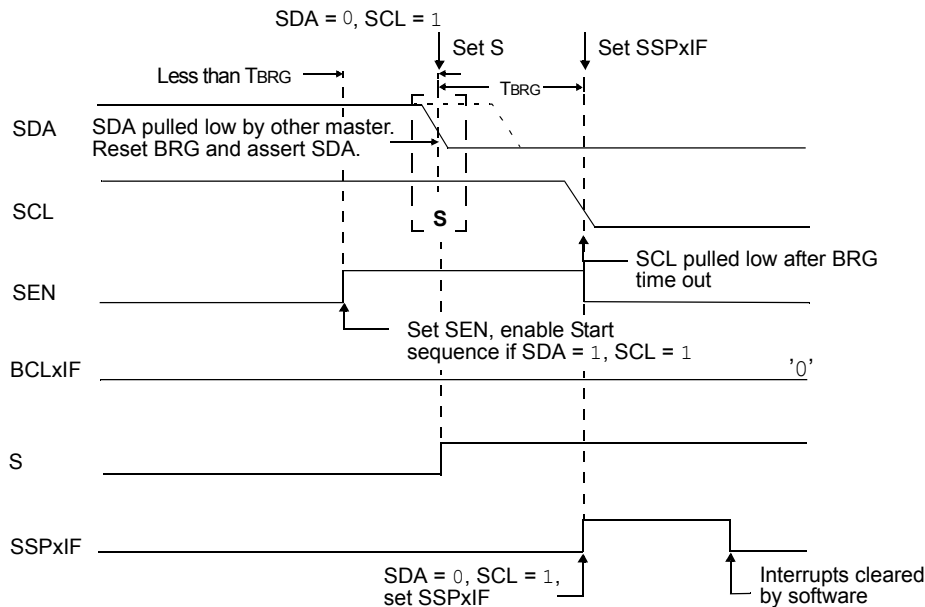 SDA = 0, SCL = 1
Set S
Set SSPxIF
Less than TBRG
TBRG
SDA
SDA pulled low by other master.
Reset BRG and assert SDA.
SCL
S
SCL pulled low after BRG
time out
SEN
Set SEN, enable Start
sequence if SDA = 1, SCL = 1
BCLxIF
'0'
S
SSPxIF
SDA = 0, SCL = 1,
set SSPxIF
Interrupts cleared
by software